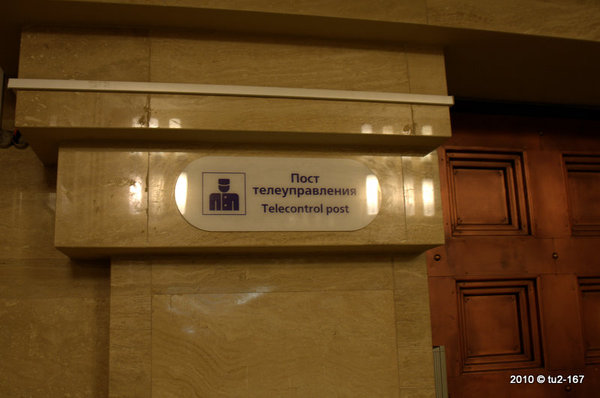 Пост
телеуправления
Telecontrol post
2010 © tu2-167